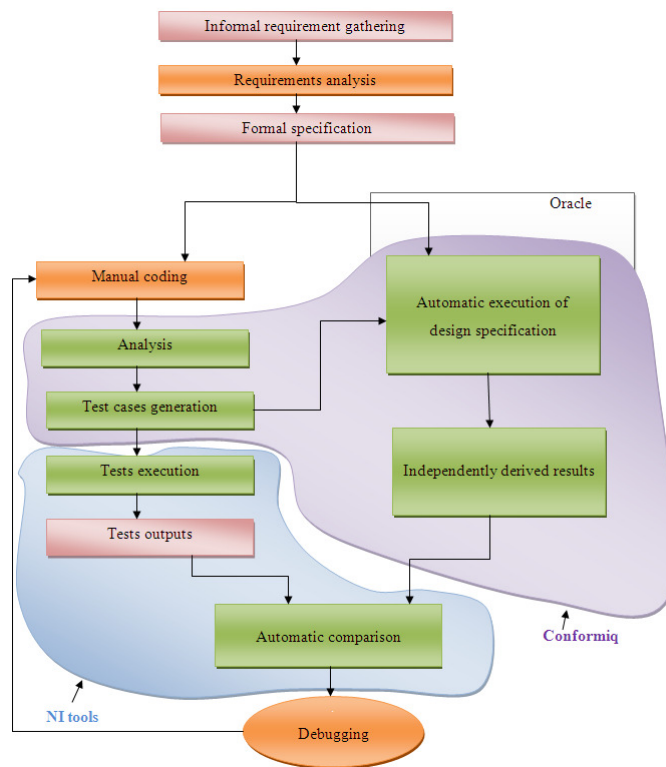 Informal requirement gathering
Requirements analysis
Formal specification
Oracle
Manual coding
Automatic execution of
design specification
Analysis
Test cases generation
Tests execution
Independently derived results
Tests outputs
Automatic comparison
Conformiq
NI tools
Debugging